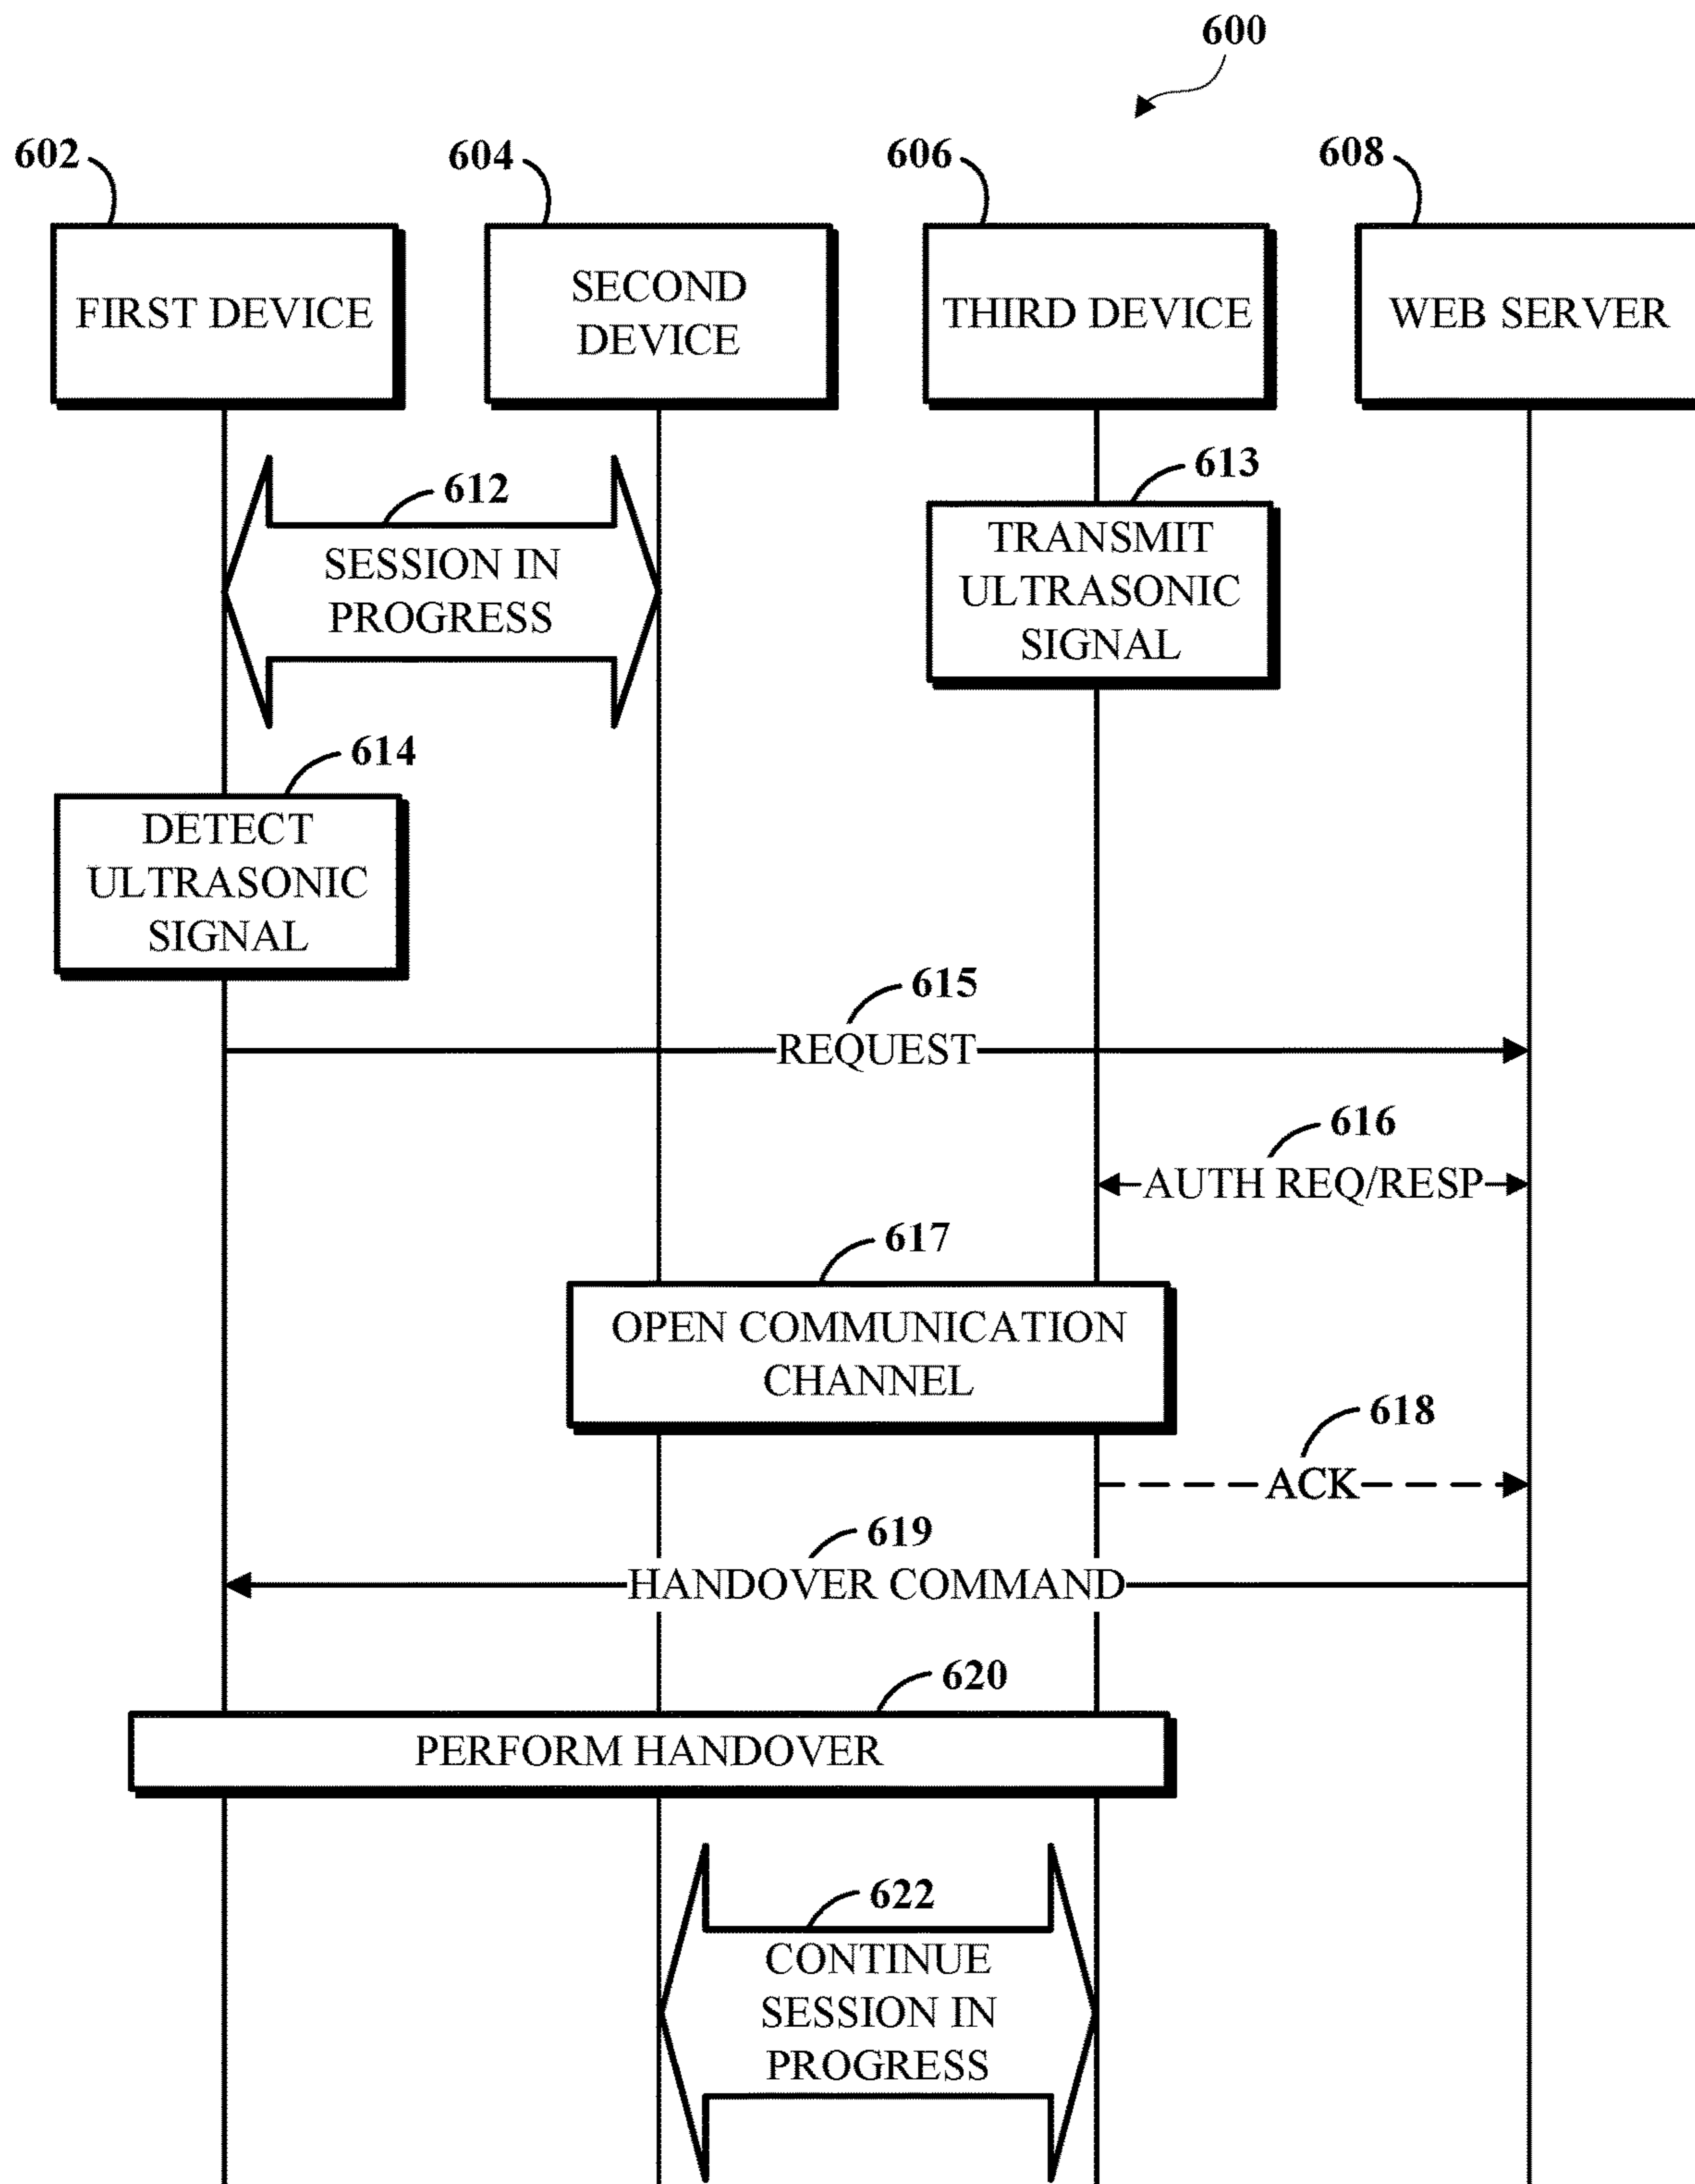 600
602
604
606
608
FIRST DEVICE
SECOND
DEVICE
THIRD DEVICE
WEB SERVER
612
SESSION IN
PROGRESS
613
TRANSMIT
ULTRASONIC
SIGNAL
614
DETECT
ULTRASONIC
SIGNAL
615
REQUEST
616
AUTH REQ/RESP
617
OPEN COMMUNICATION
CHANNEL
618
ACK
619
HANDOVER COMMAND
620
PERFORM HANDOVER
622
CONTINUE
SESSION IN
PROGRESS